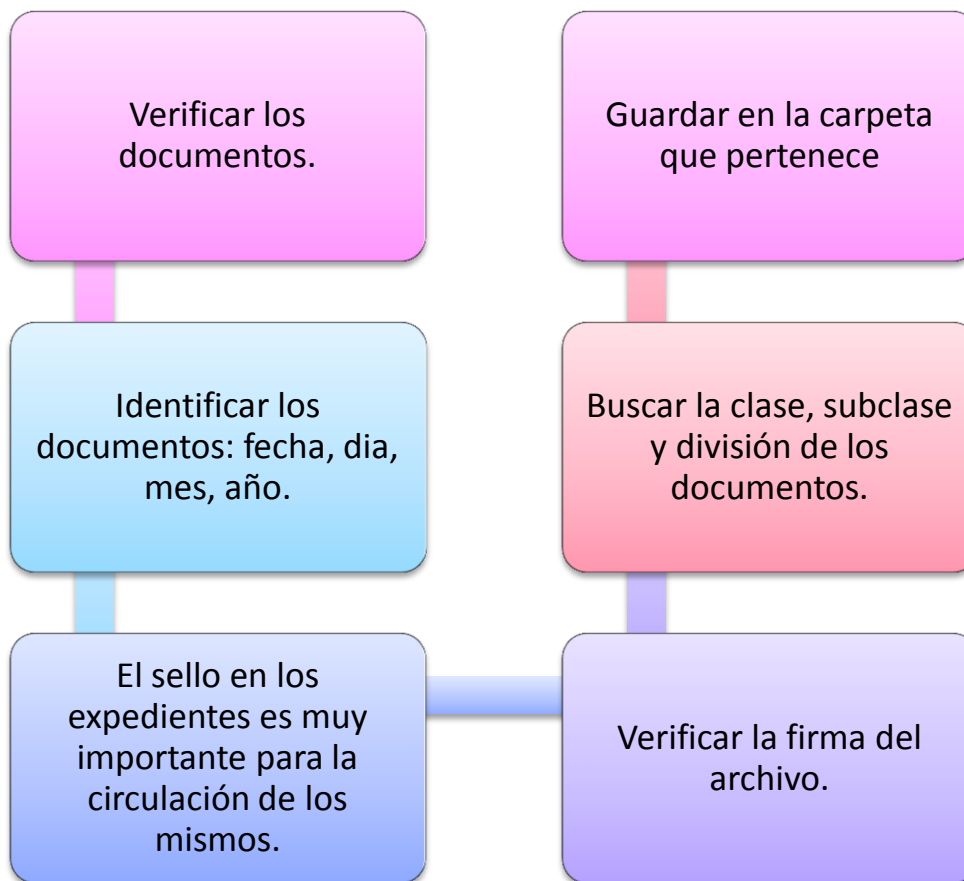 Verificar los
documentos.
Identificar los
documentos: fecha, dia,
mes, año.
El sello en los
expedientes es muy
importante para la
circulación de los
mismos.
Verificar la firma del
archivo.
Buscar la clase, subclase
y división de los
documentos.
Guardar en la carpeta
que pertenece